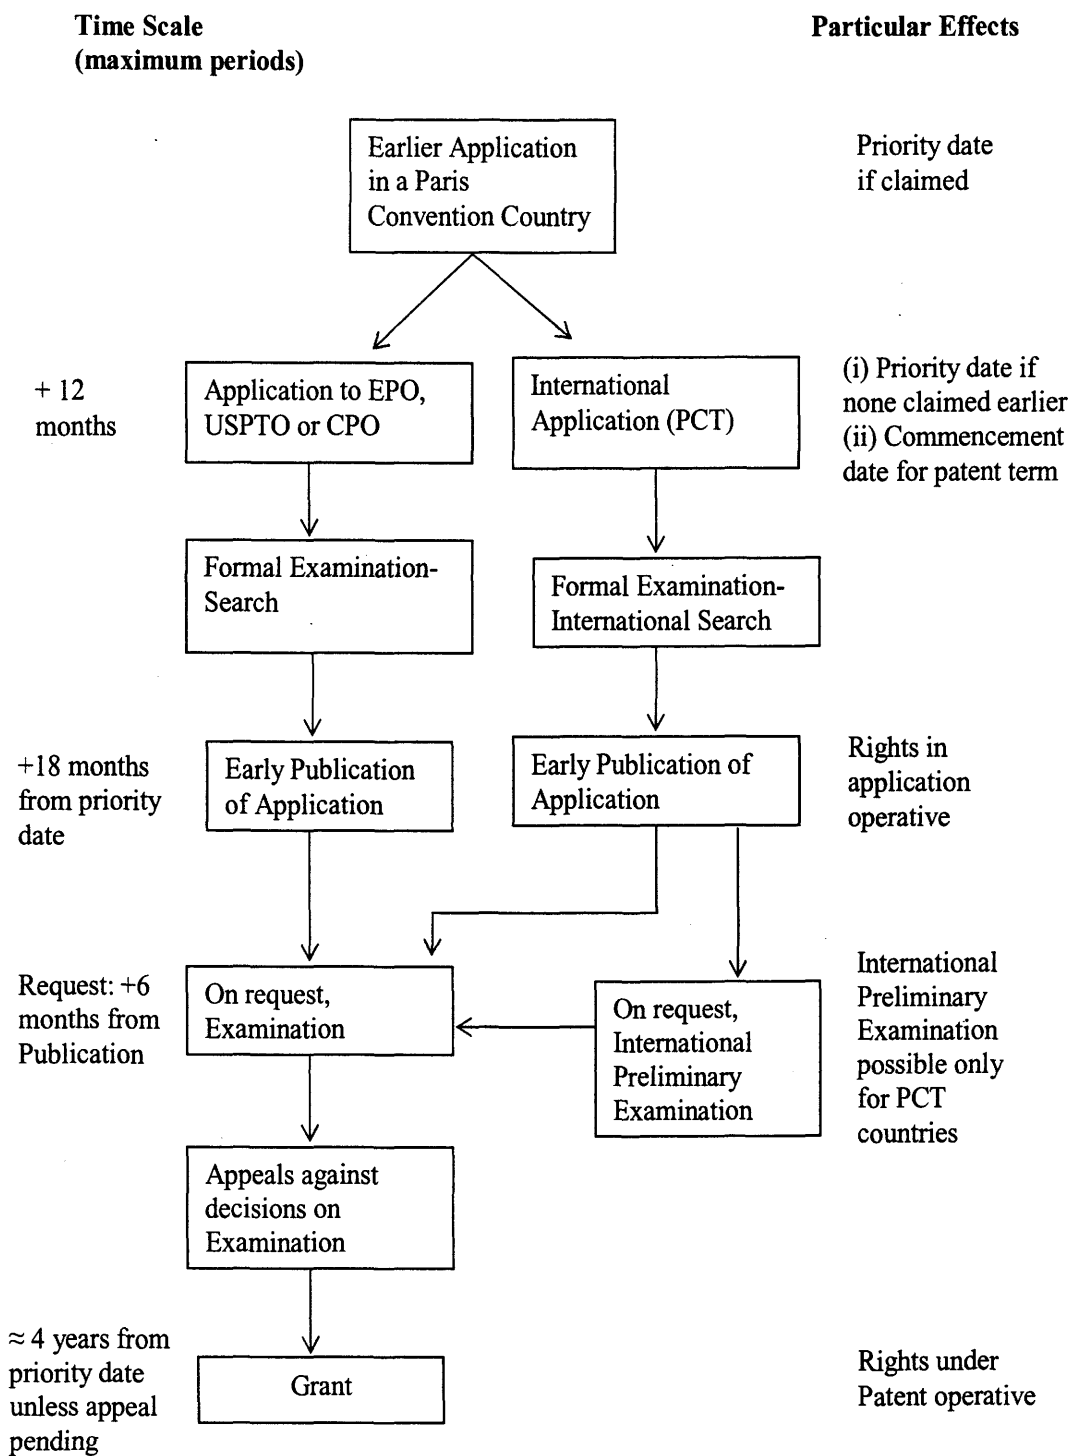 Time Scale
(maximum periods)
Particular Effects
Earlier Application
in a Paris
Convention Country
Priority date
if claimed
+ 12
months
Application to EPO,
USPTO or CPO
International
Application (PCT)
(i) Priority date if
none claimed earlier
(ii) Commencement
date for patent term
Formal Examination-
Search
Formal Examination-
International Search
+18 months
from priority
date
Early Publication
of Application
Early Publication of
Application
Rights in
application
operative
Request: +6
months from
Publication
On request,
Examination
On request,
International
Preliminary
Examination
International
Preliminary
Examination
possible only
for PCT
countries
Appeals against
decisions on
Examination
≈ 4 years from
priority date
unless appeal
pending
Grant
Rights under
Patent operative